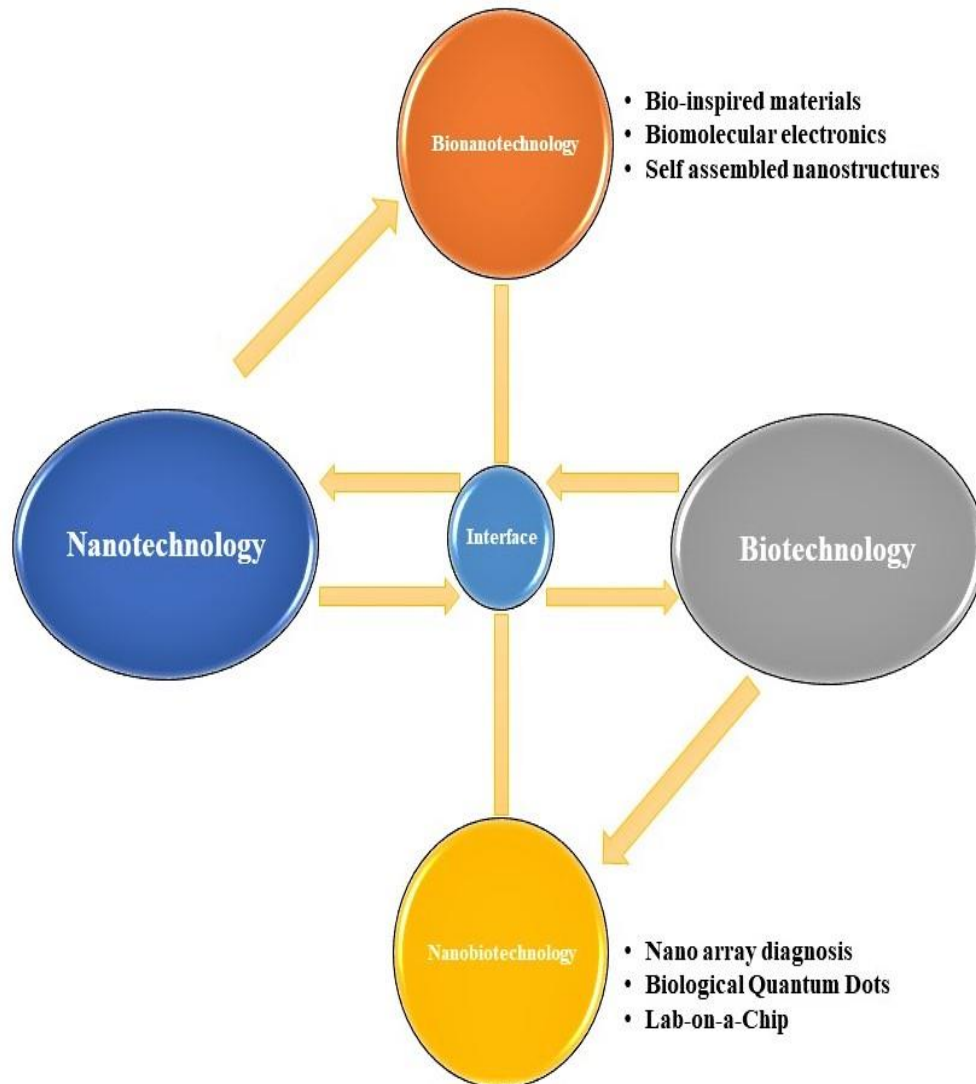 Bionanotechnology
• Bio-inspired materials
• Biomolecular electronics
• Self assembled nanostructures
Nanotechnology
Interface
Biotechnology
Nanobiotechnology
• Nano array diagnosis
• Biological Quantum Dots
• Lab-on-a-Chip